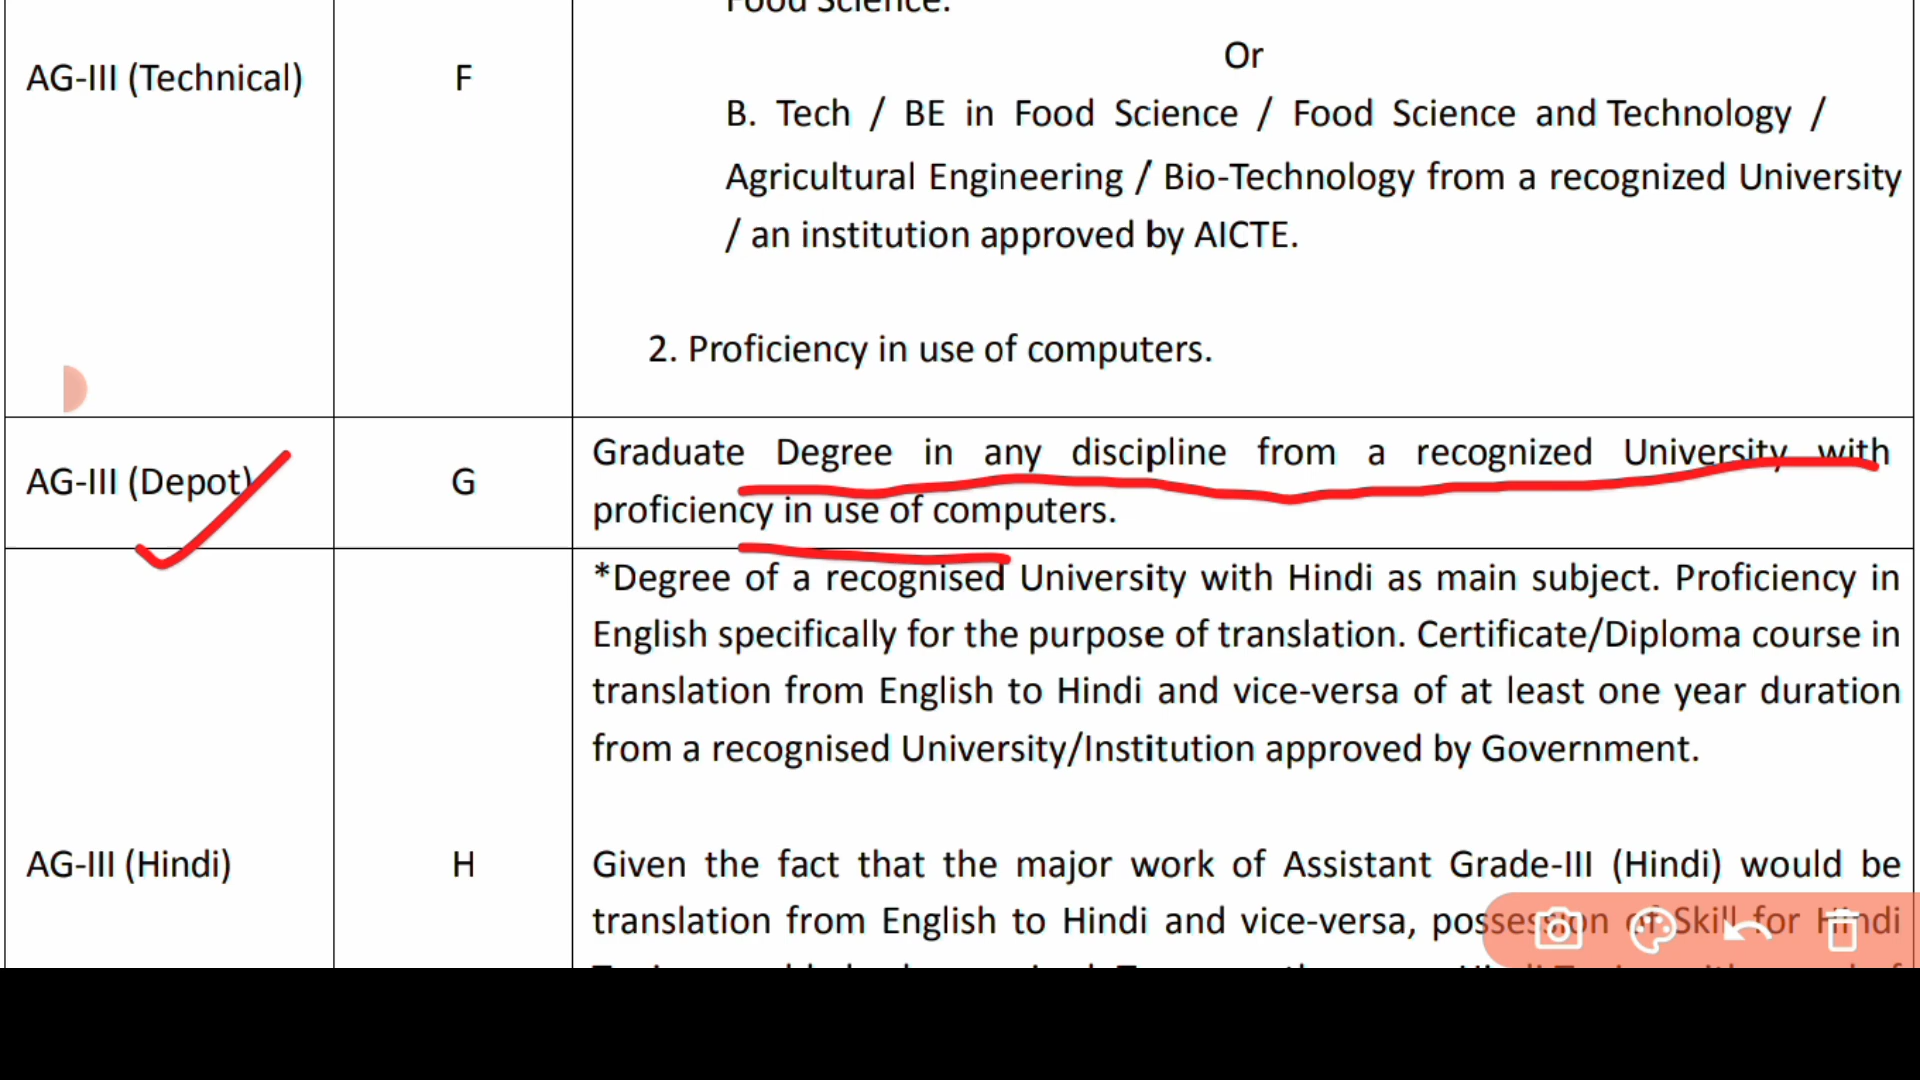 Food Science.
Or
AG-III (Technical)
F
B. Tech / BE in Food Science / Food Science and Technology /
Agricultural Engineering / Bio-Technology from a recognized University
/ an institution approved by AICTE.
2. Proficiency in use of computers.
AG-III (Depot)
G
Graduate Degree in any discipline from a recognized University with
proficiency in use of computers.
*Degree of a recognised University with Hindi as main subject. Proficiency in
English specifically for the purpose of translation. Certificate/Diploma course in
translation from English to Hindi and vice-versa of at least one year duration
from a recognised University/Institution approved by Government.
AG-III (Hindi)
H
Given the fact that the major work of Assistant Grade-III (Hindi) would be
translation from English to Hindi and vice-versa, possession of Skill for Hindi